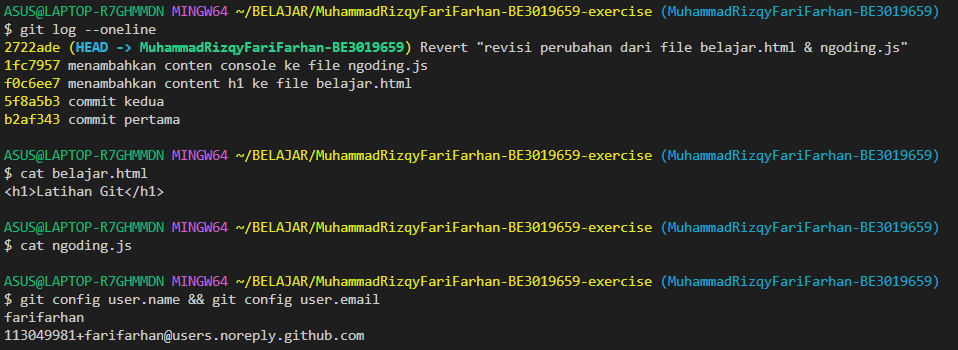 ASUS@LAPTOP-R7GHMMDN MINGW64 ~/BELAJAR/MuhammadRizqyFariFarhan-BE3019659-exercise (MuhammadRizqyFariFarhan-BE3019659)
$ git log --oneline
2722ade (HEAD -> MuhammadRizqyFariFarhan-BE3019659) Revert "revisi perubahan dari file belajar.html & ngoding.js"
1fc7957 menambahkan conten console ke file ngoding.js
f0c6ee7 menambahkan content h1 ke file belajar.html
5f8a5b3 commit kedua
b2af343 commit pertama
ASUS@LAPTOP-R7GHMMDN MINGW64 ~/BELAJAR/MuhammadRizqyFariFarhan-BE3019659-exercise (MuhammadRizqyFariFarhan-BE3019659)
$ cat belajar.html
<h1>Latihan Git</h1>
ASUS@LAPTOP-R7GHMMDN MINGW64 ~/BELAJAR/MuhammadRizqyFariFarhan-BE3019659-exercise (MuhammadRizqyFariFarhan-BE3019659)
$ cat ngoding.js
ASUS@LAPTOP-R7GHMMDN MINGW64 ~/BELAJAR/MuhammadRizqyFariFarhan-BE3019659-exercise (MuhammadRizqyFariFarhan-BE3019659)
$ git config user.name && git config user.email
farifarhan
113049981+farifarhan@users.noreply.github.com